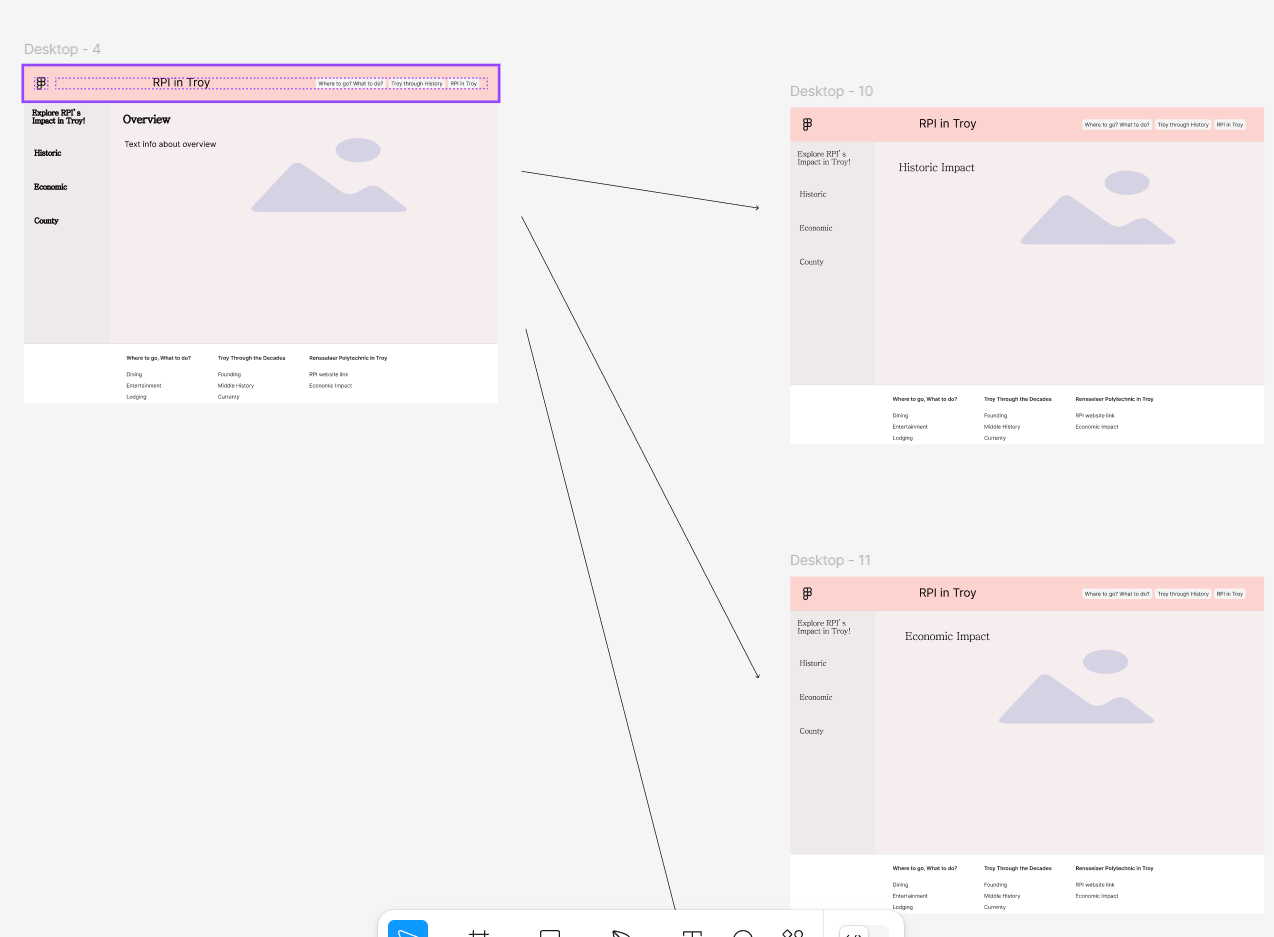 Desktop - 4
RPI in Troy
Where to go? What to do?
Troy through History
RPI in Troy
Explore RPI's
Impact in Troy!
Historic
Economic
County
Overview
Text info about overview
Where to go, What to do?
Dining
Entertainment
Lodging
Troy Through the Decades
Founding
Middle History
Currenty
Rensselaer Polytechnic in Troy
RPI website link
Economic Impact
Desktop - 10
RPI in Troy
Where to go? What to do?
Troy through History
RPI in Troy
Explore RPI's
Impact in Troy!
Historic
Economic
County
Historic Impact
Where to go, What to do?
Dining
Entertainment
Lodging
Troy Through the Decades
Founding
Middle History
Currenty
Rensselaer Polytechnic in Troy
RPI website link
Economic Impact
Desktop - 11
RPI in Troy
Where to go? What to do?
Troy through History
RPI in Troy
Explore RPI's
Impact in Troy!
Historic
Economic
County
Economic Impact
Where to go, What to do?
Dining
Entertainment
Lodging
Troy Through the Decades
Founding
Middle History
Currenty
Rensselaer Polytechnic in Troy
RPI website link
Economic Impact